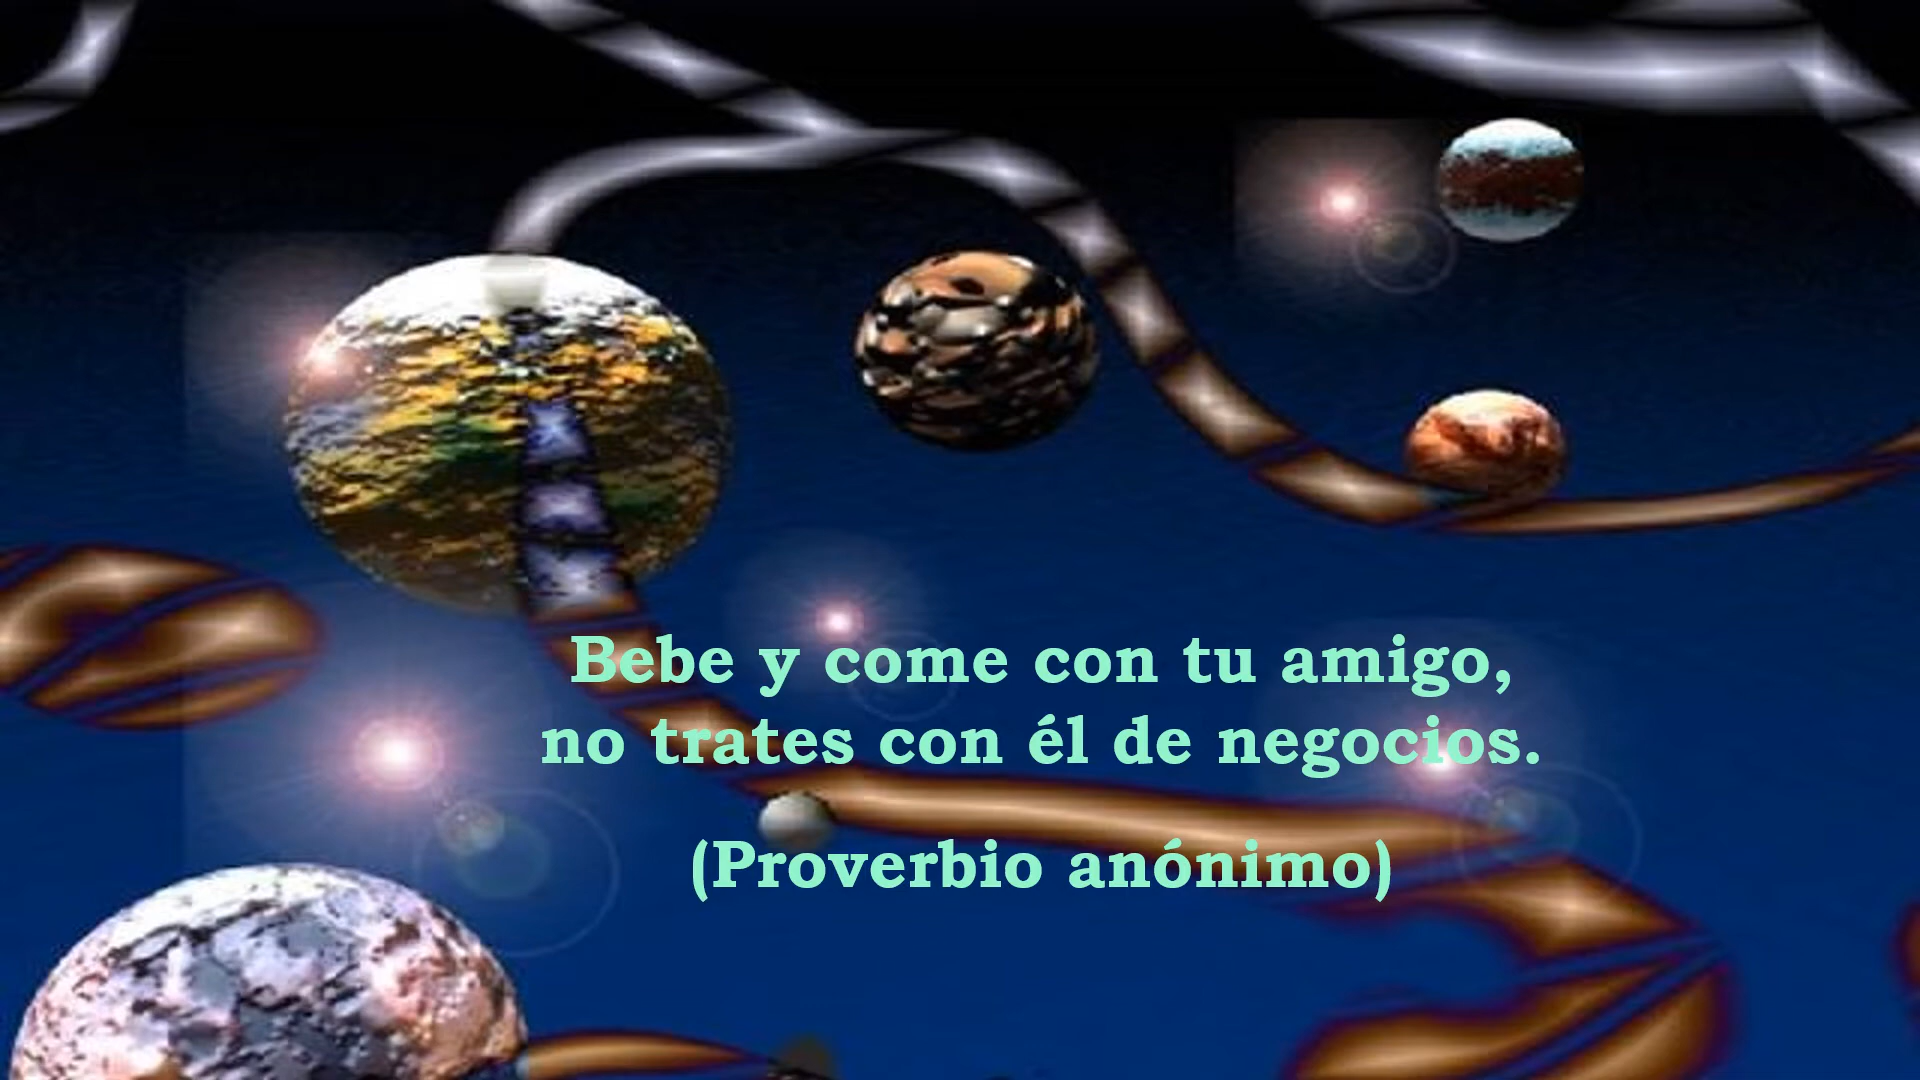 Bebe y come con tu amigo,
no trates con él de negocios.
(Proverbio anónimo)